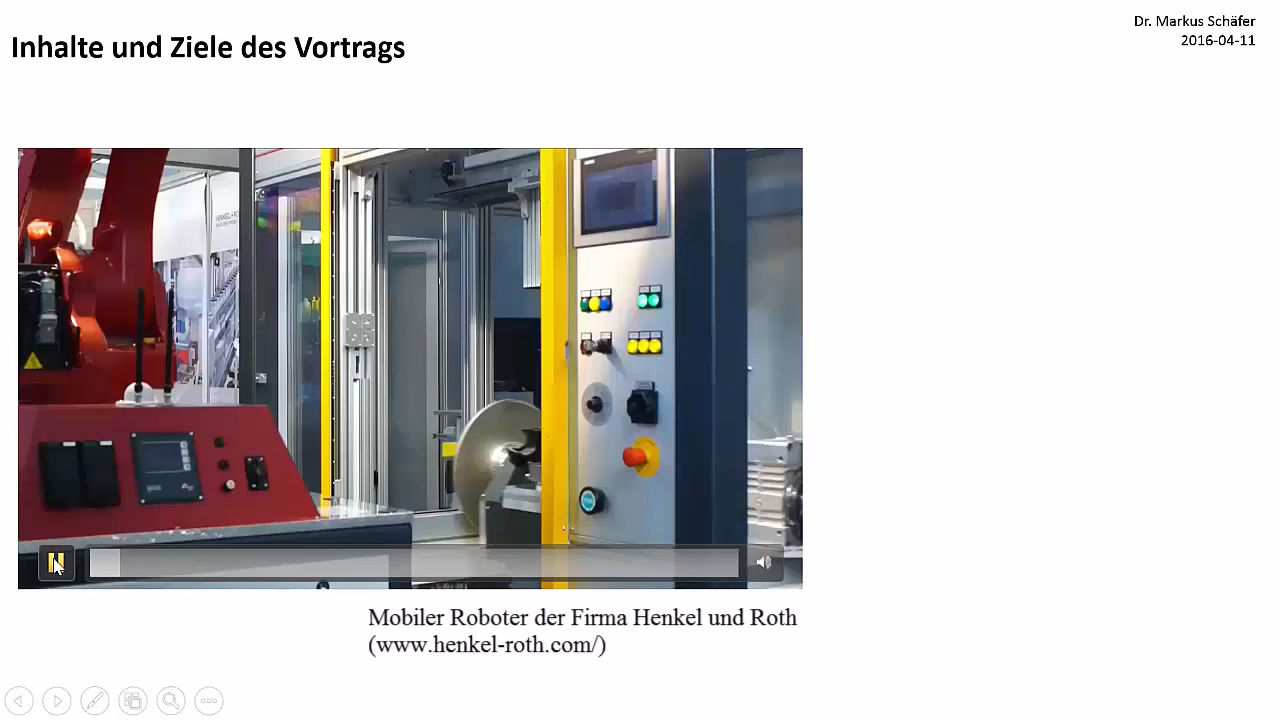 Inhalte und Ziele des Vortrags
Dr. Markus Schäfer
2016-04-11
Mobiler Roboter der Firma Henkel und Roth
(www.henkel-roth.com/)